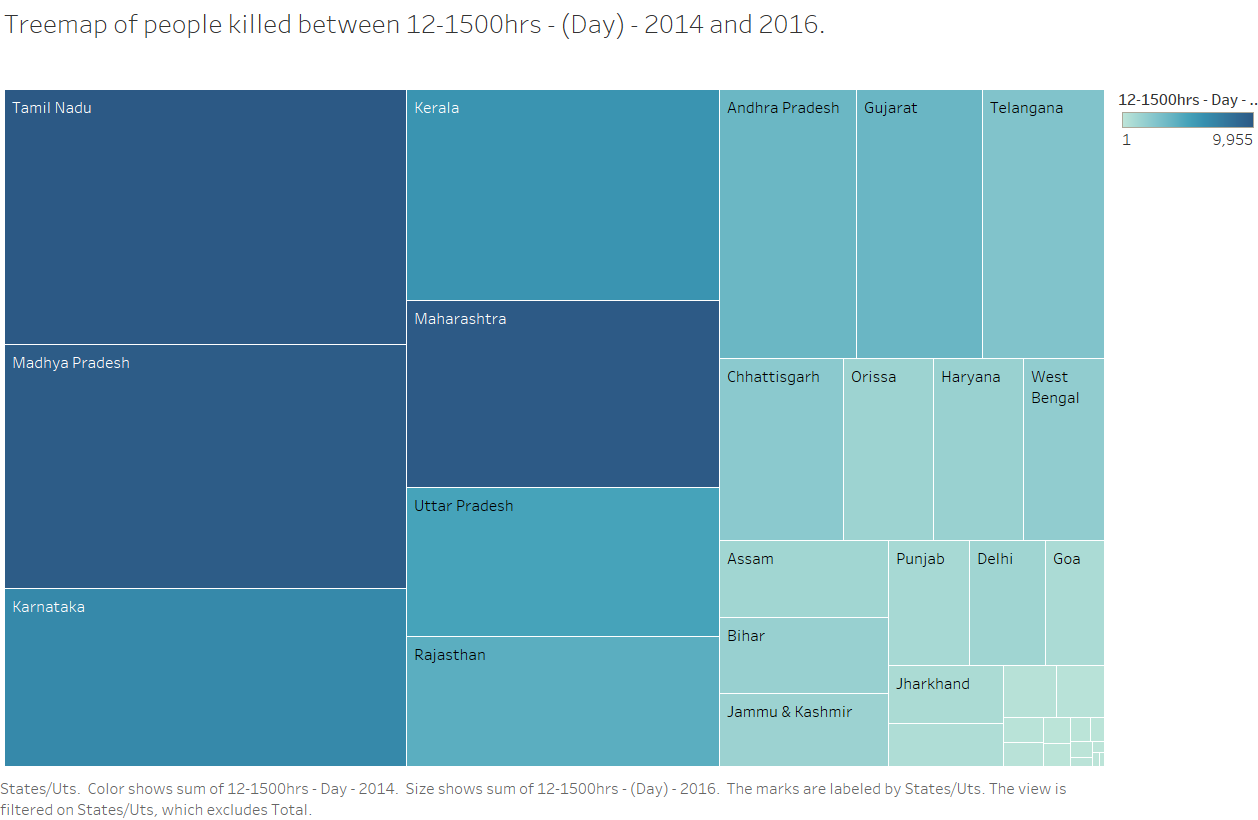 Treemap of people killed between 12-1500hrs - (Day) - 2014 and 2016.
12-1500hrs - Day - ..
1 9,955
Tamil Nadu
Kerala
Andhra Pradesh
Gujarat
Telangana
Maharashtra
Madhya Pradesh
Chhattisgarh
Orissa
Haryana
West
Bengal
Uttar Pradesh
Assam
Punjab
Delhi
Goa
Karnataka
Bihar
Rajasthan
Jharkhand
Jammu & Kashmir
States/Uts. Color shows sum of 12-1500hrs - Day - 2014. Size shows sum of 12-1500hrs - (Day) - 2016. The marks are labeled by States/Uts. The view is
filtered on States/Uts, which excludes Total.